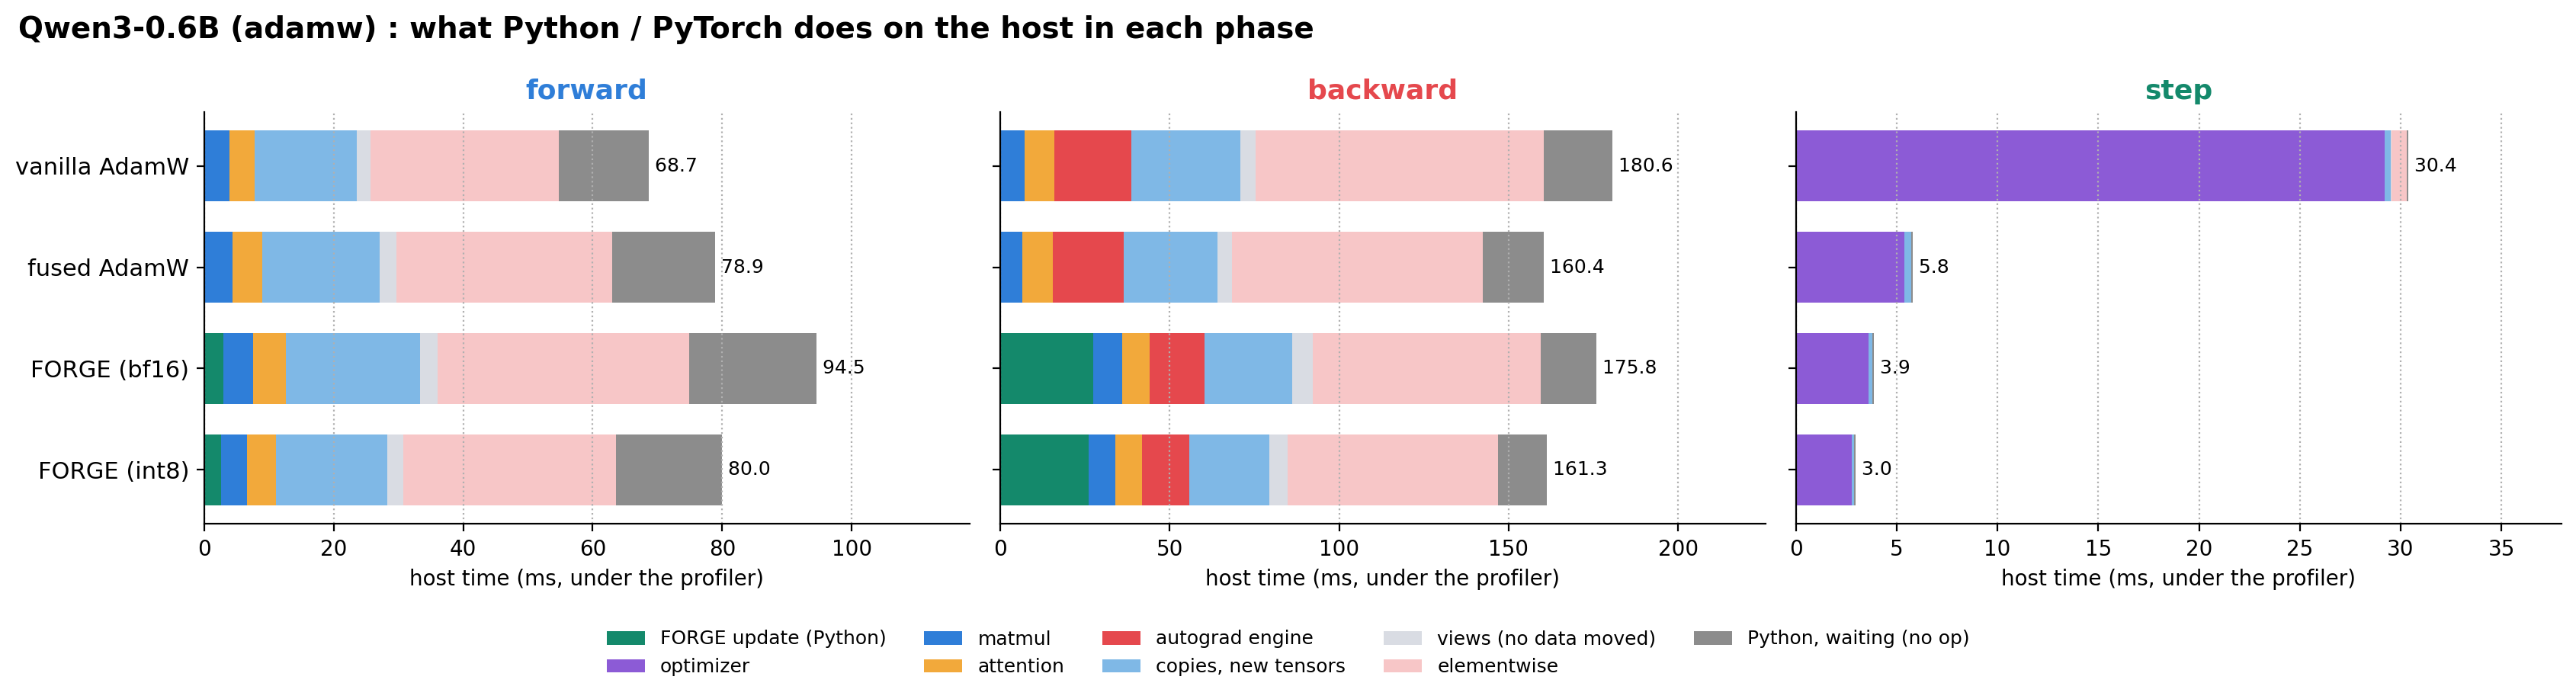 Qwen3-0.6B (adamw) : what Python / PyTorch does on the host in each phase
forward
backward
step
vanilla AdamW
fused AdamW
FORGE (bf16)
FORGE (int8)
68.7
78.9
94.5
80.0
180.6
160.4
175.8
161.3
30.4
5.8
3.9
3.0
0 20 40 60 80 100
0 50 100 150 200
0 5 10 15 20 25 30 35
host time (ms, under the profiler)
host time (ms, under the profiler)
host time (ms, under the profiler)
FORGE update (Python)
optimizer
matmul
attention
autograd engine
copies, new tensors
views (no data moved)
elementwise
Python, waiting (no op)